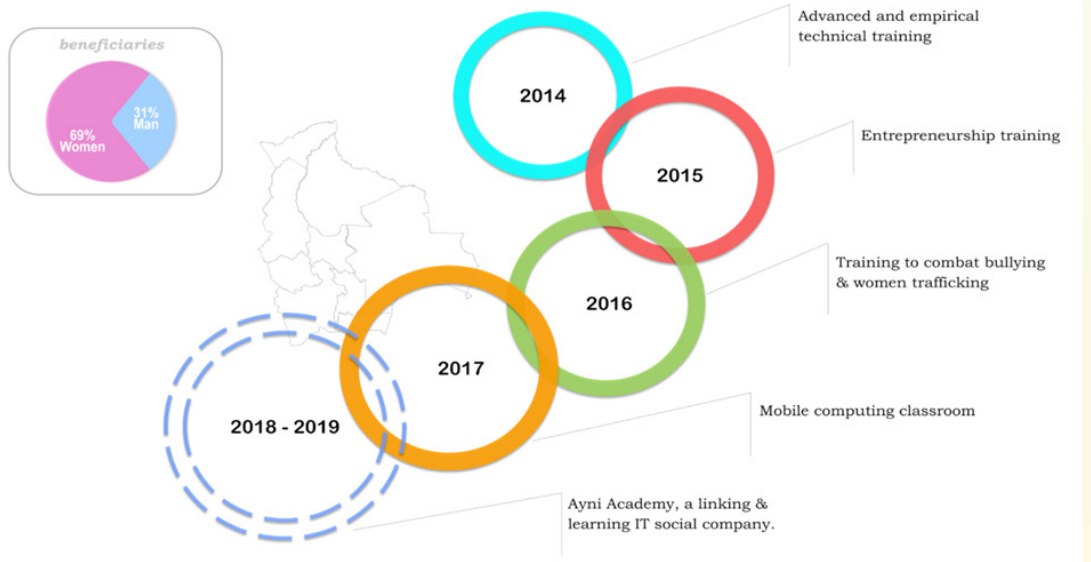 beneficiaries
31%
Man
69%
Women
2014
Advanced and empirical
technical training
2015
Entrepreneurship training
2016
Training to combat bullying
& women trafficking
2017
Mobile computing classroom
2018 - 2019
Ayni Academy, a linking &
learning IT social company.